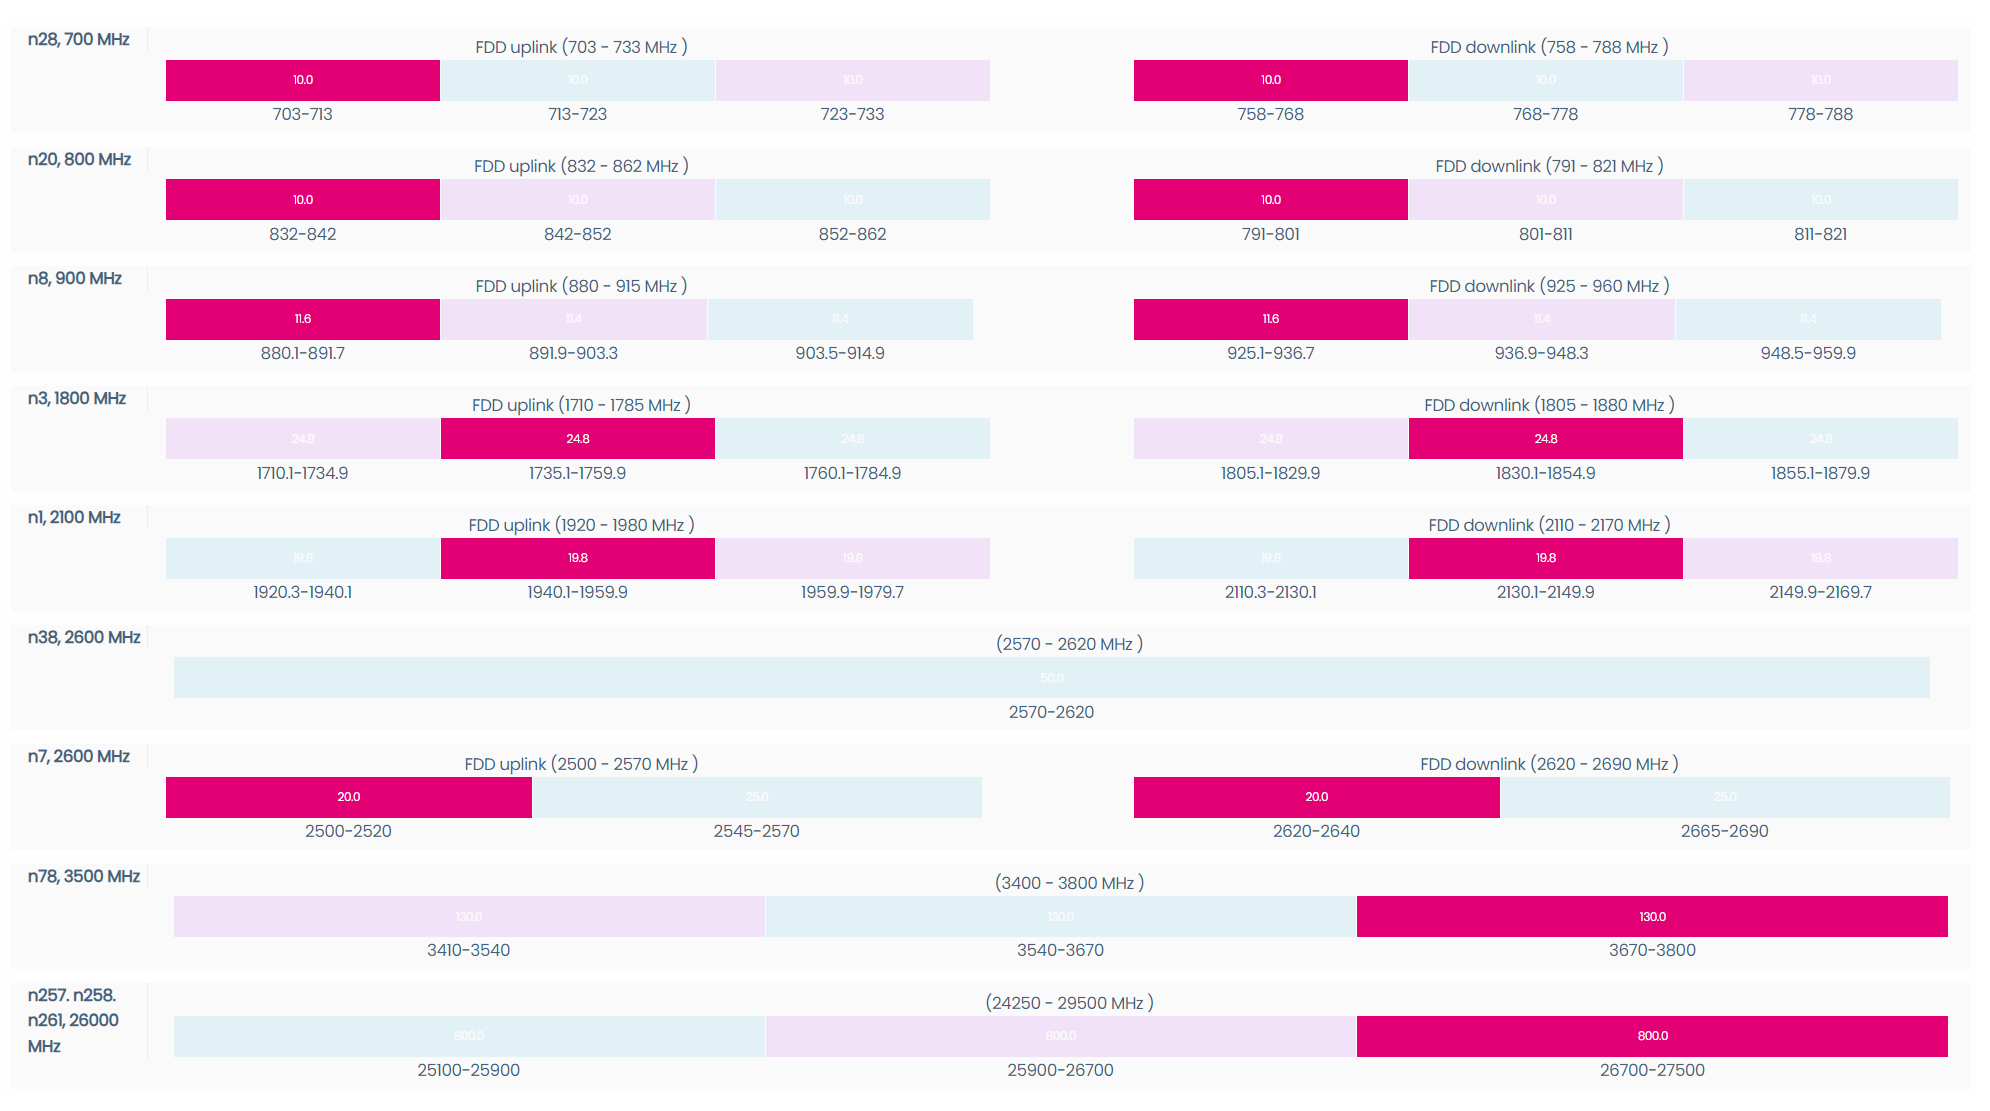 n28, 700 MHz
FDD uplink (703 - 733 MHz )
FDD downlink (758 - 788 MHz )
10.0 10.0 10.0 10.0 10.0 10.0
703-713 713-723 723-733 758-768 768-778 778-788
n20, 800 MHz
FDD uplink (832 - 862 MHz )
FDD downlink (791 - 821 MHz )
10.0 10.0 10.0 10.0 10.0 10.0
832-842 842-852 852-862 791-801 801-811 811-821
n8, 900 MHz
FDD uplink (880 - 915 MHz )
FDD downlink (925 - 960 MHz )
11.6 11.4 11.4 11.6 11.4 11.4
880.1-891.7 891.9-903.3 903.5-914.9 925.1-936.7 936.9-948.3 948.5-959.9
n3, 1800 MHz
FDD uplink (1710 - 1785 MHz )
FDD downlink (1805 - 1880 MHz )
24.8 24.8 24.8 24.8 24.8 24.8
1710.1-1734.9 1735.1-1759.9 1760.1-1784.9 1805.1-1829.9 1830.1-1854.9 1855.1-1879.9
n1, 2100 MHz
FDD uplink (1920 - 1980 MHz )
FDD downlink (2110 - 2170 MHz )
19.8 19.8 19.8 19.8 19.8 19.8
1920.3-1940.1 1940.1-1959.9 1959.9-1979.7 2110.3-2130.1 2130.1-2149.9 2149.9-2169.7
n38, 2600 MHz
(2570 - 2620 MHz )
50.0
2570-2620
n7, 2600 MHz
FDD uplink (2500 - 2570 MHz )
FDD downlink (2620 - 2690 MHz )
20.0 25.0 20.0 25.0
2500-2520 2545-2570 2620-2640 2665-2690
n78, 3500 MHz
(3400 - 3800 MHz )
130.0 130.0 130.0
3410-3540 3540-3670 3670-3800
n257. n258.
n261, 26000
MHz
(24250 - 29500 MHz )
800.0 800.0 800.0
25100-25900 25900-26700 26700-27500